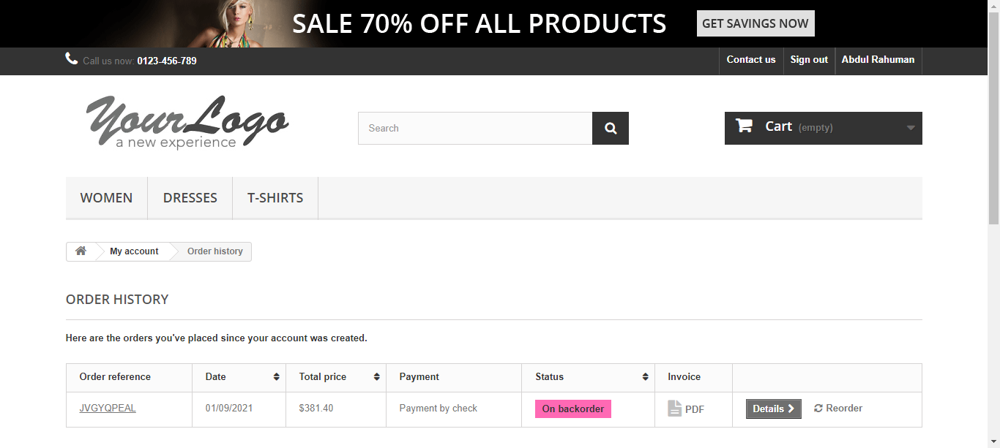 SALE 70% OFF ALL PRODUCTS GET SAVINGS NOW
Call us now: 0123-456-789 Contact us Sign out Abdul Rahuman
Your Logo
a new experience
Search
Cart (empty)
WOMEN DRESSES T-SHIRTS
My account Order history
ORDER HISTORY
Here are the orders you've placed since your account was created.
Order reference Date Total price Payment Status Invoice
JVGYQPEAL 01/09/2021 $381.40 Payment by check On backorder PDF Details Reorder